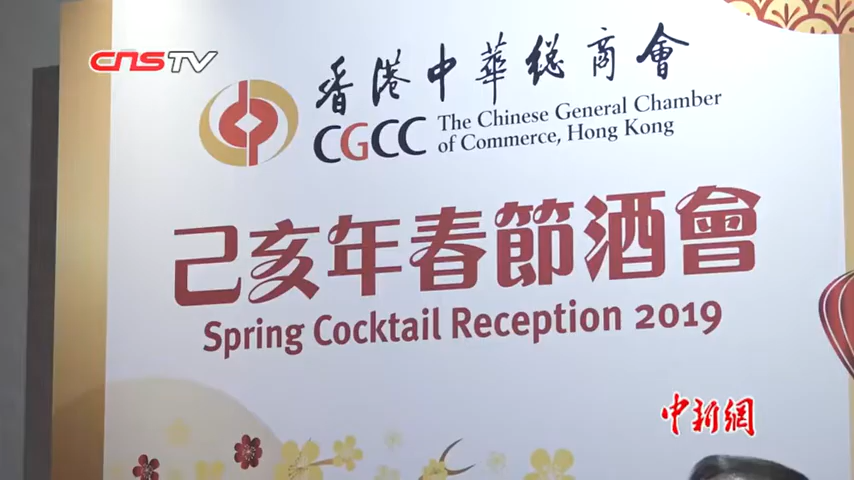 CNSTV
香港中華總商會
CGCC The Chinese General Chamber
of Commerce, Hong Kong
己亥年春節酒會
Spring Cocktail Reception 2019
中新網